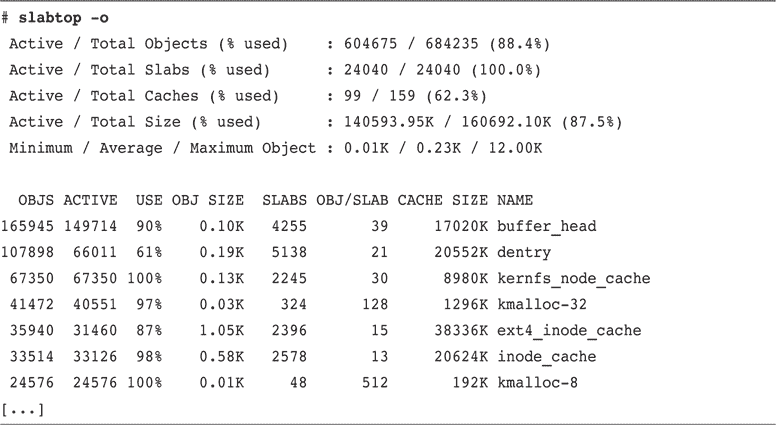 # slabtop -o
Active / Total Objects (% used)    : 604675 / 684235 (88.4%)
Active / Total Slabs (% used)      : 24040 / 24040 (100.0%)
Active / Total Caches (% used)     : 99 / 159 (62.3%)
Active / Total Size (% used)       : 140593.95K / 160692.10K (87.5%)
Minimum / Average / Maximum Object : 0.01K / 0.23K / 12.00K
OBJS ACTIVE  USE OBJ SIZE  SLABS OBJ/SLAB CACHE SIZE NAME
165945 149714  90%    0.10K   4255       39     17020K buffer_head
107898  66011  61%    0.19K   5138       21     20552K dentry
67350  67350 100%    0.13K   2245       30      8980K kernfs_node_cache
41472  40551  97%    0.03K    324      128      1296K kmalloc-32
35940  31460  87%    1.05K   2396       15     38336K ext4_inode_cache
33514  33126  98%    0.58K   2578       13     20624K inode_cache
24576  24576 100%    0.01K     48      512       192K kmalloc-8
[...]